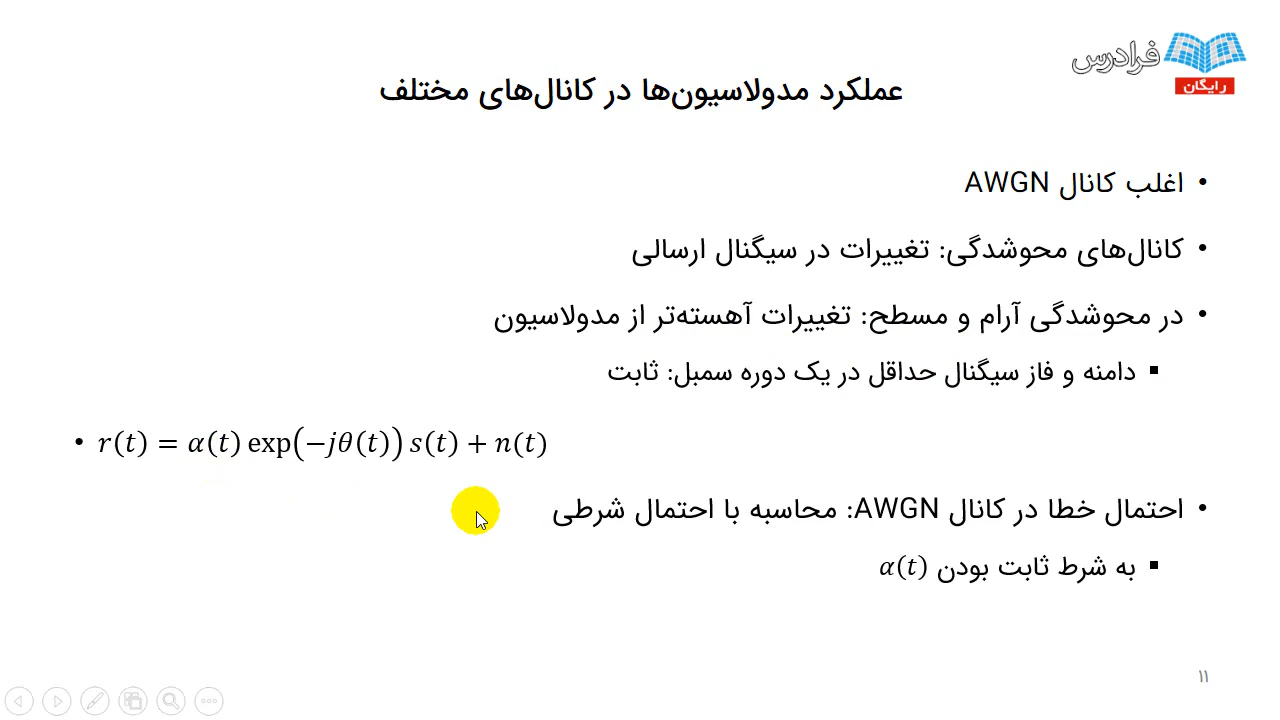 فرادرس
رایگان
عملکرد مدولاسیون‌ها در کانال‌های مختلف
• اغلب کانال AWGN
• کانال‌های محوشدگی: تغییرات در سیگنال ارسالی
• در محوشدگی آرام و مسطح: تغییرات آهسته‌تر از مدولاسیون
▪ دامنه و فاز سیگنال حداقل در یک دوره سمبل: ثابت
• r(t) = α(t) exp(−jθ(t)) s(t) + n(t)
• احتمال خطا در کانال AWGN: محاسبه با احتمال شرطی
▪ به شرط ثابت بودن α(t)
۱۱